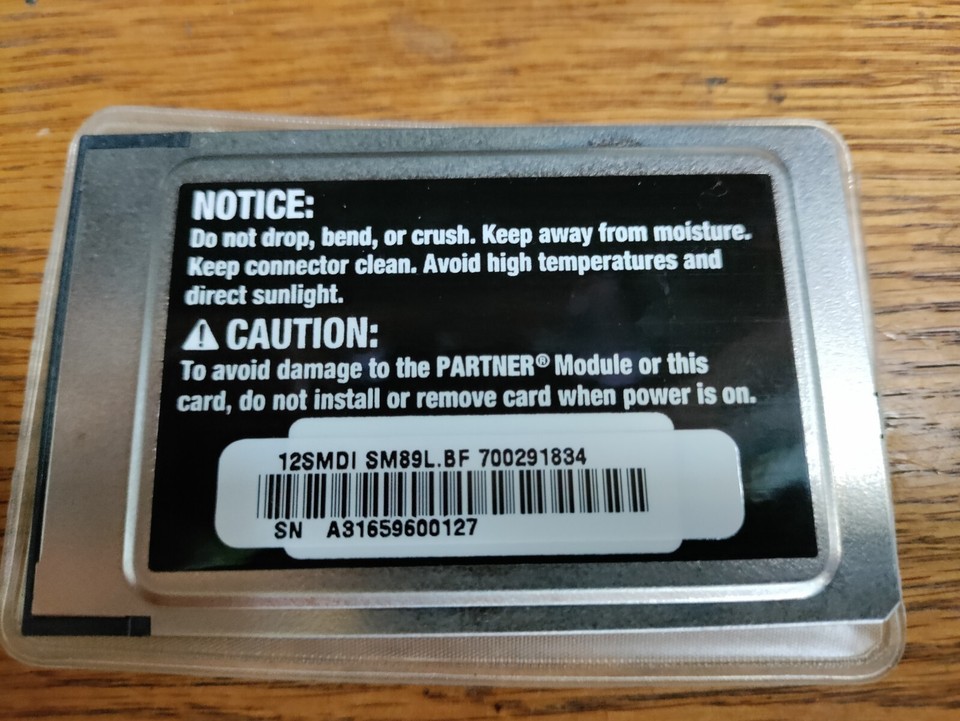 NOTICE:
Do not drop, bend, or crush. Keep away from moisture.
Keep connector clean. Avoid high temperatures and
direct sunlight.
CAUTION:
To avoid damage to the PARTNER® Module or this
card, do not install or remove card when power is on.
12SMDI SM89L.BF 700291834
SN A31659600127